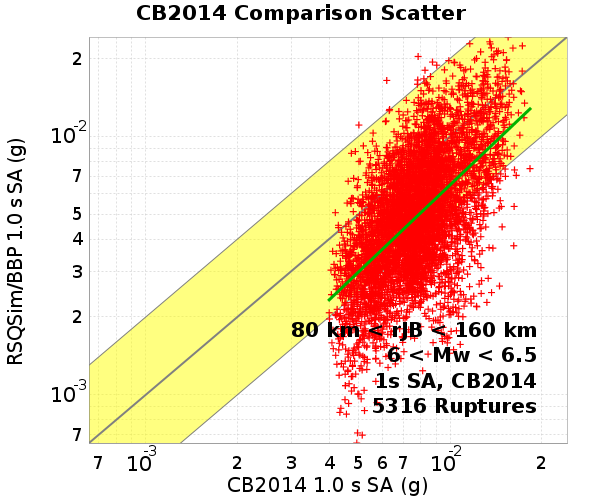 CB2014 Comparison Scatter
RSQSim/BBP 1.0 s SA (g)
2
10-2
7
5
4
3
2
10-3
7
80 km < rJB < 160 km
6 < Mw < 6.5
1s SA, CB2014
5316 Ruptures
7 10-3 2 3 4 5 6 7 10-2 2
CB2014 1.0 s SA (g)